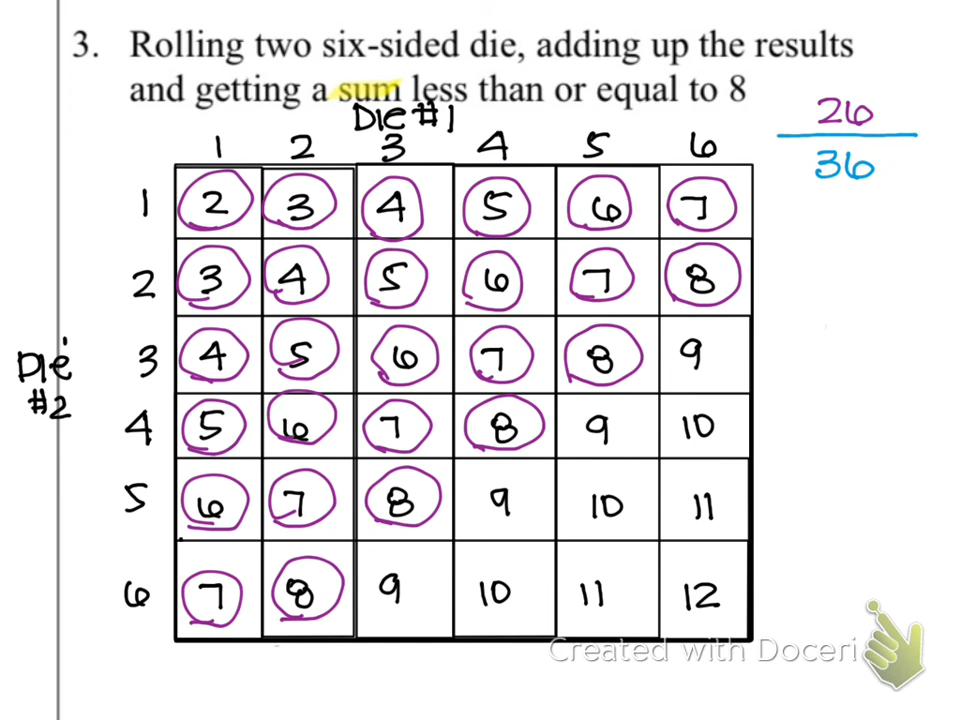 3. Rolling two six-sided die, adding up the results
and getting a sum less than or equal to 8
DIE #1
26
36
1 2 3 4 5 6
1 2 3 4 5 6 7
2 3 4 5 6 7 8
DIE
#2
3 4 5 6 7 8 9
4 5 6 7 8 9 10
5 6 7 8 9 10 11
6 7 8 9 10 11 12
Created with Doceri